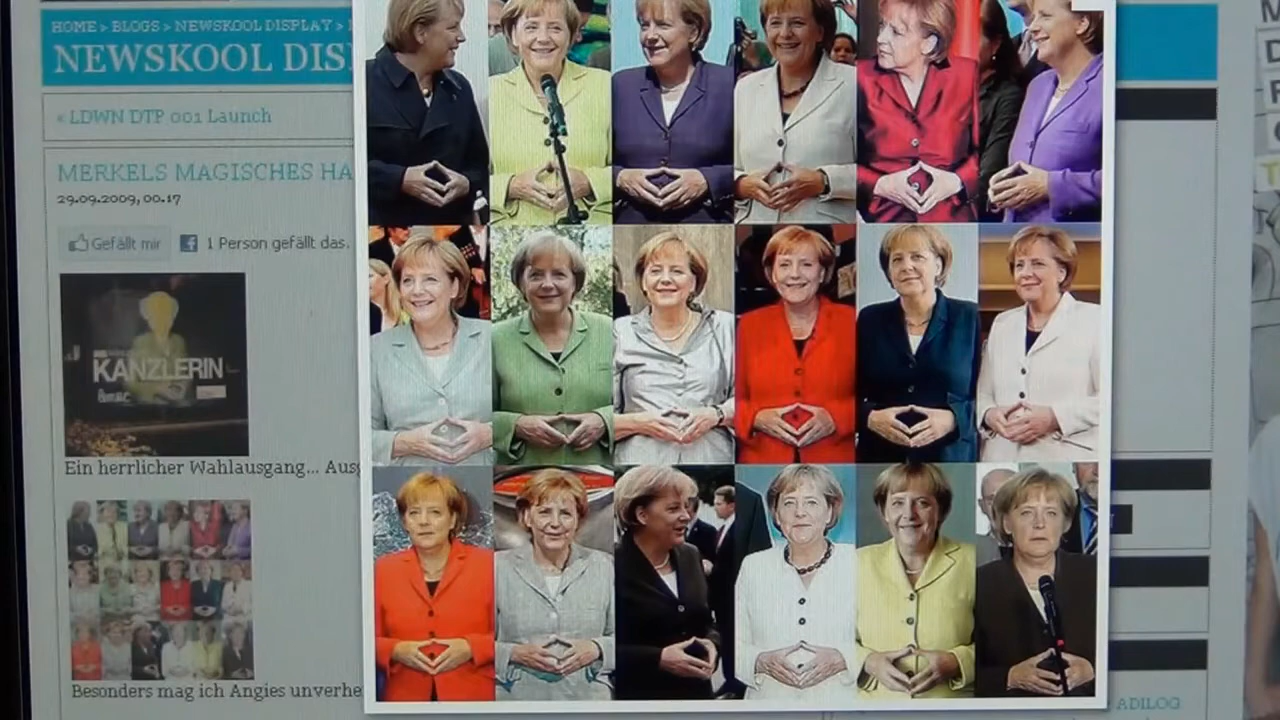 HOME > BLOGS > NEWSKOOL DISPLAY >
NEWSKOOL DIS
« LDWN DTP 001 Launch
MERKELS MAGISCHES HA
29.09.2009, 00.17
Gefällt mir
1 Person gefällt das.
KANZLERIN
Ein herrlicher Wahlausgang... Aus
Besonders mag ich Angies unverhe
ADILOG